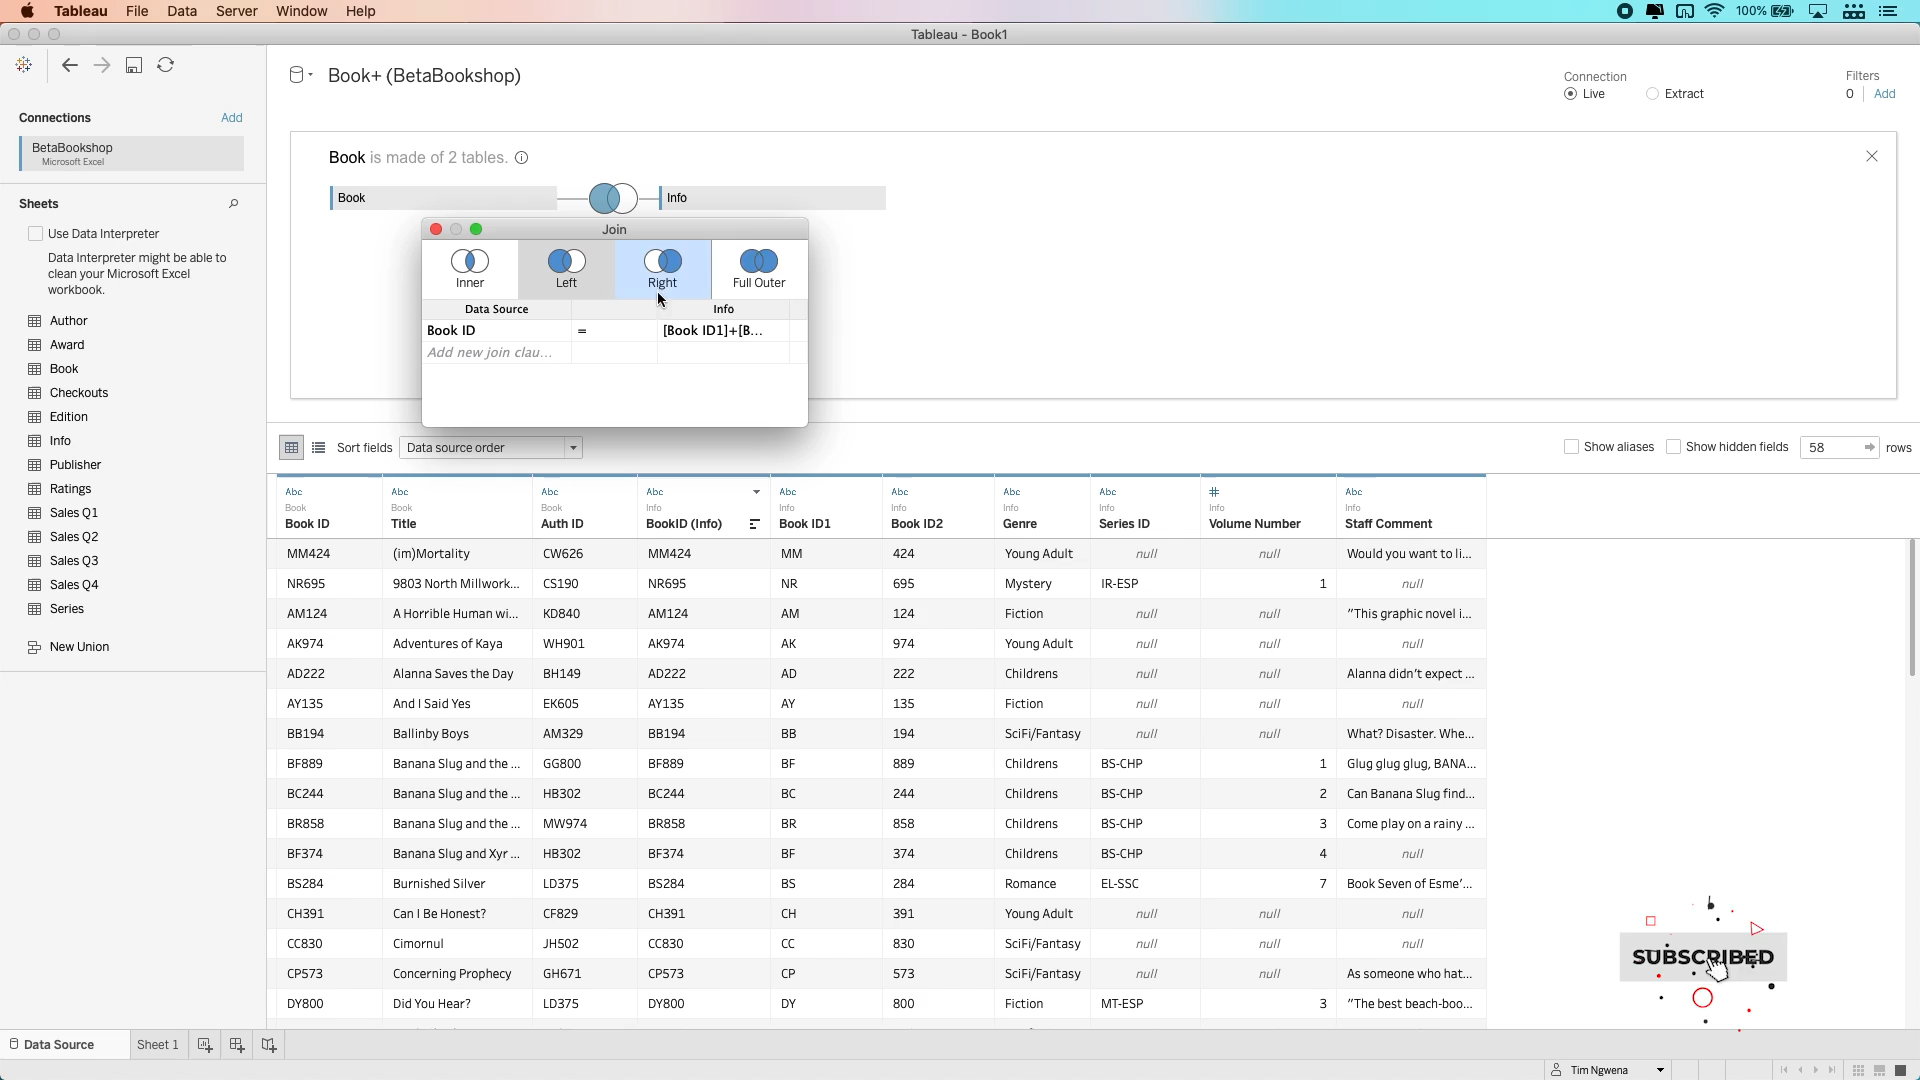 Tableau File Data Server Window Help 100%
Tableau - Book1
Book+ (BetaBookshop)
Connection
Live Extract
Filters
0 Add
Connections Add
BetaBookshop
Microsoft Excel
Sheets
Use Data Interpreter
Data Interpreter might be able to
clean your Microsoft Excel
workbook.
Author
Award
Book
Checkouts
Edition
Info
Publisher
Ratings
Sales Q1
Sales Q2
Sales Q3
Sales Q4
Series
New Union
Book is made of 2 tables.
Book Info
Join
Inner Left Right Full Outer
Data Source Info
Book ID = [Book ID1]+[B...
Add new join clau...
Sort fields Data source order Show aliases Show hidden fields 58 rows
Abc Abc Abc Abc Abc Abc Abc Abc # Abc
Book Book Book Info Info Info Info Info Info Info
Book ID Title Auth ID BookID (Info) Book ID1 Book ID2 Genre Series ID Volume Number Staff Comment
MM424 (im)Mortality CW626 MM424 MM 424 Young Adult null null Would you want to li...
NR695 9803 North Millwork... CS190 NR695 NR 695 Mystery IR-ESP 1 null
AM124 A Horrible Human wi... KD840 AM124 AM 124 Fiction null null "This graphic novel i...
AK974 Adventures of Kaya WH901 AK974 AK 974 Young Adult null null null
AD222 Alanna Saves the Day BH149 AD222 AD 222 Childrens null null Alanna didn't expect ...
AY135 And I Said Yes EK605 AY135 AY 135 Fiction null null null
BB194 Ballinby Boys AM329 BB194 BB 194 SciFi/Fantasy null null What? Disaster. Whe...
BF889 Banana Slug and the ... GG800 BF889 BF 889 Childrens BS-CHP 1 Glug glug glug, BANA...
BC244 Banana Slug and the ... HB302 BC244 BC 244 Childrens BS-CHP 2 Can Banana Slug find...
BR858 Banana Slug and the ... MW974 BR858 BR 858 Childrens BS-CHP 3 Come play on a rainy ...
BF374 Banana Slug and Xyr ... HB302 BF374 BF 374 Childrens BS-CHP 4 null
BS284 Burnished Silver LD375 BS284 BS 284 Romance EL-SSC 7 Book Seven of Esme'...
CH391 Can I Be Honest? CF829 CH391 CH 391 Young Adult null null null
CC830 Cimornul JH502 CC830 CC 830 SciFi/Fantasy null null null
CP573 Concerning Prophecy GH671 CP573 CP 573 SciFi/Fantasy null null As someone who hat...
DY800 Did You Hear? LD375 DY800 DY 800 Fiction MT-ESP 3 "The best beach-boo...
SUBSCRIBED
Data Source Sheet 1
Tim Ngwena